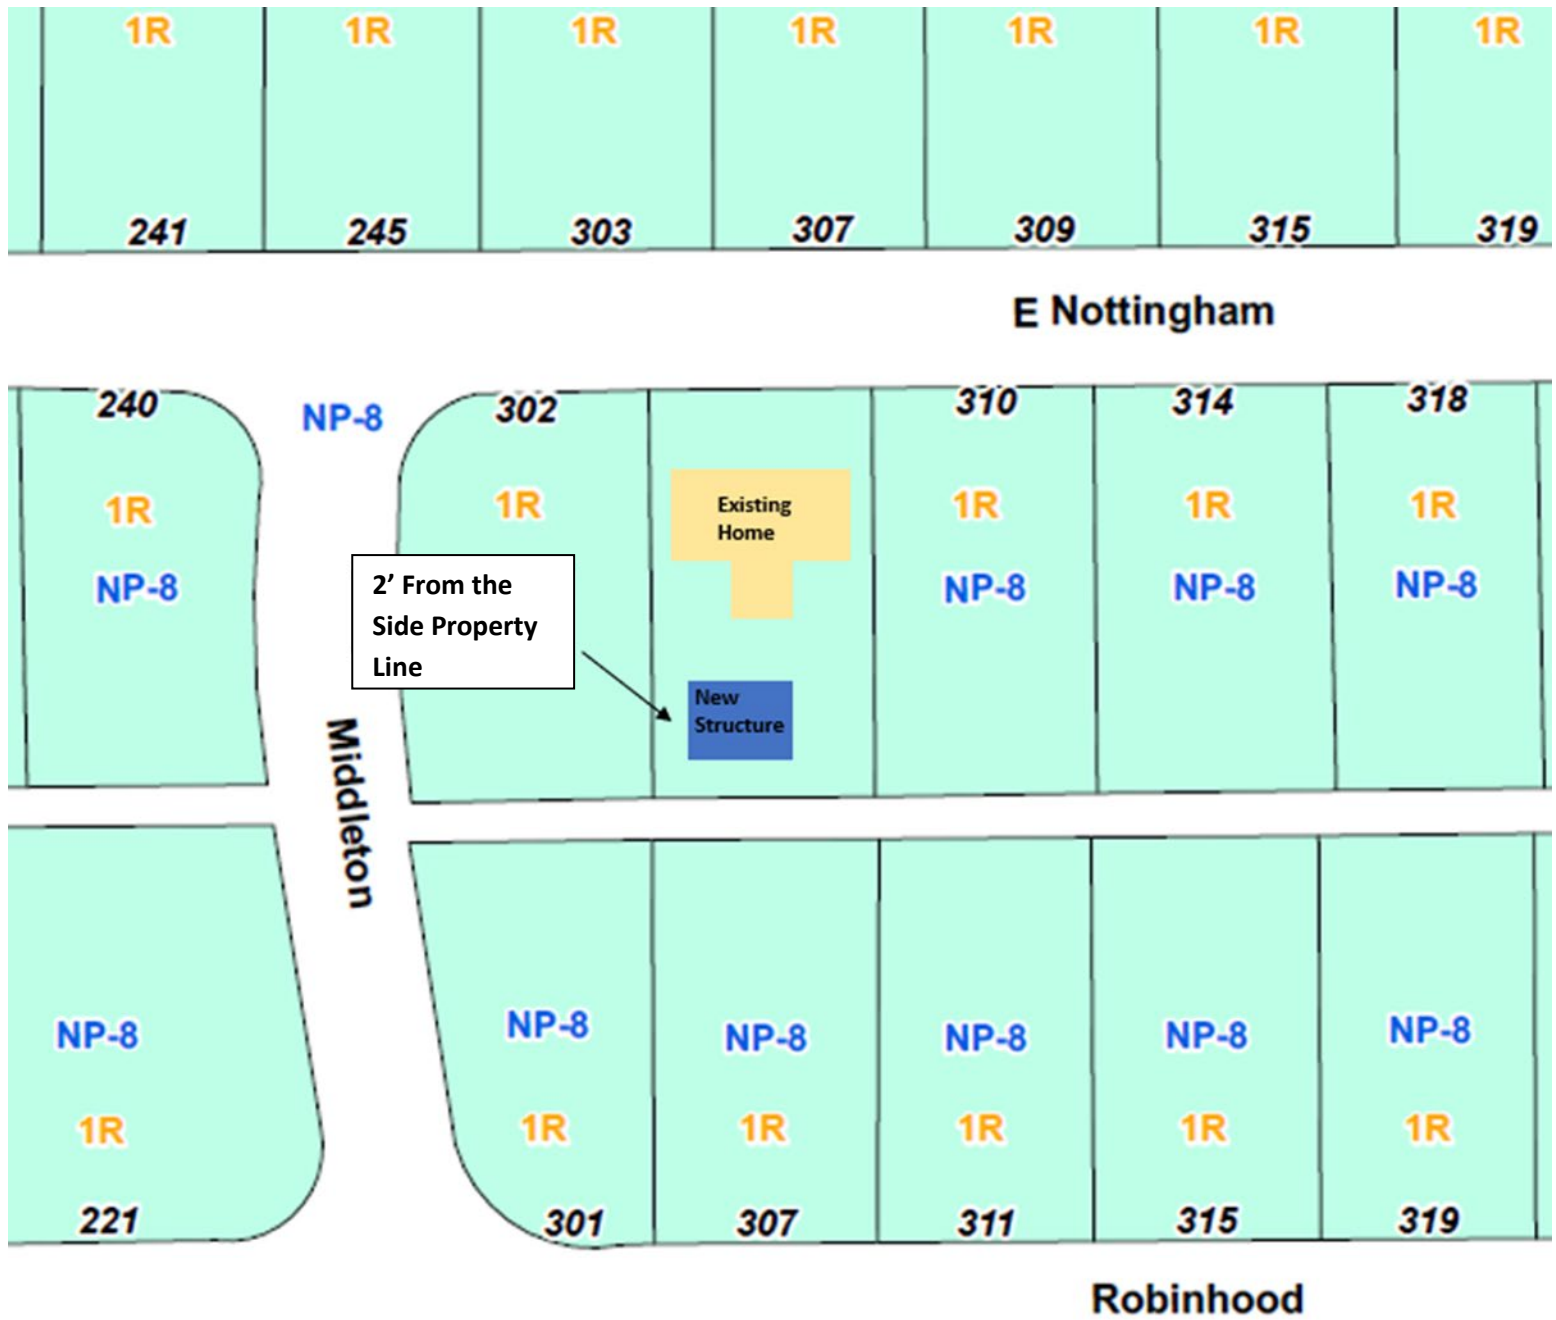 1R 1R 1R 1R 1R 1R 1R
241 245 303 307 309 315 319
E Nottingham
240 NP-8 302 310 314 318
1R 1R Existing 1R 1R 1R
Home
NP-8 NP-8 NP-8 NP-8
2’ From the
Side Property
Line
New
Structure
Middleton
NP-8 NP-8 NP-8 NP-8 NP-8 NP-8
1R 1R 1R 1R 1R 1R
221 301 307 311 315 319
Robinhood